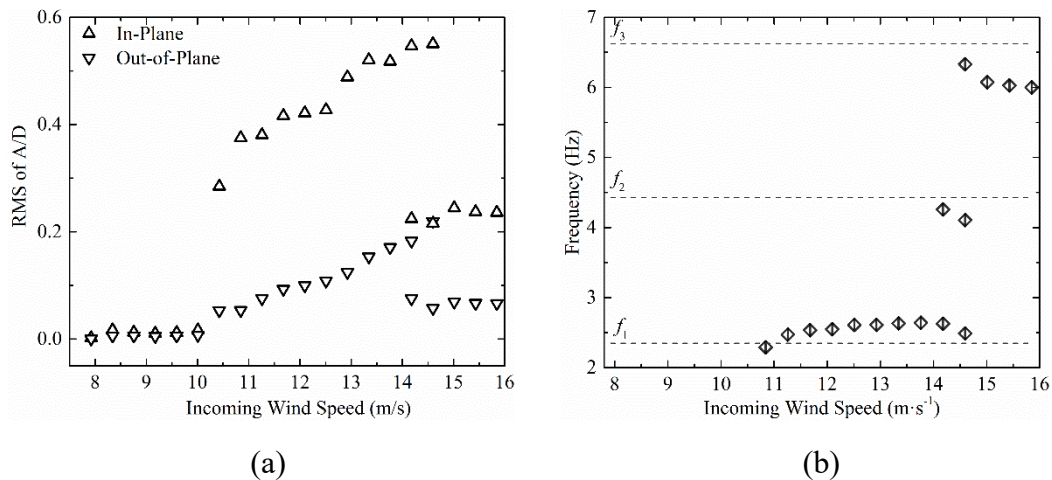 0.6
In-Plane
Out-of-Plane
0.4
0.2
0.0
RMS of A/D
8 9 10 11 12 13 14 15 16
Incoming Wind Speed (m/s)
(a)
7
f₃
6
5
f₂
4
3
f₁
2
Frequency (Hz)
8 9 10 11 12 13 14 15 16
Incoming Wind Speed (m·s⁻¹)
(b)